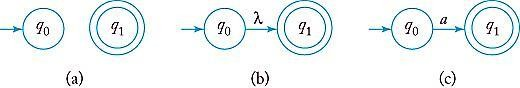 q0 q1 λ q0 q1 a q0 q1
(a) (b) (c)